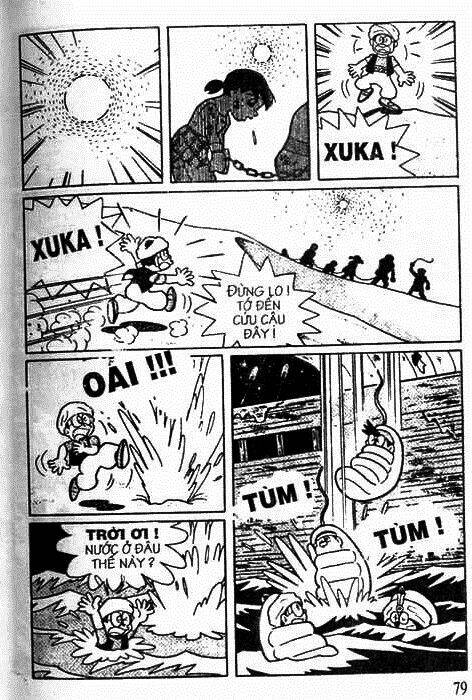 XUKA !
XUKA !
ĐỪNG LO !
TỚ ĐẾN
CỨU CẬU
ĐÂY !
OÁI !!!
TÙM !
TÙM !
TRỜI ƠI !
NƯỚC Ở ĐÂU
THẾ NÀY ?
79